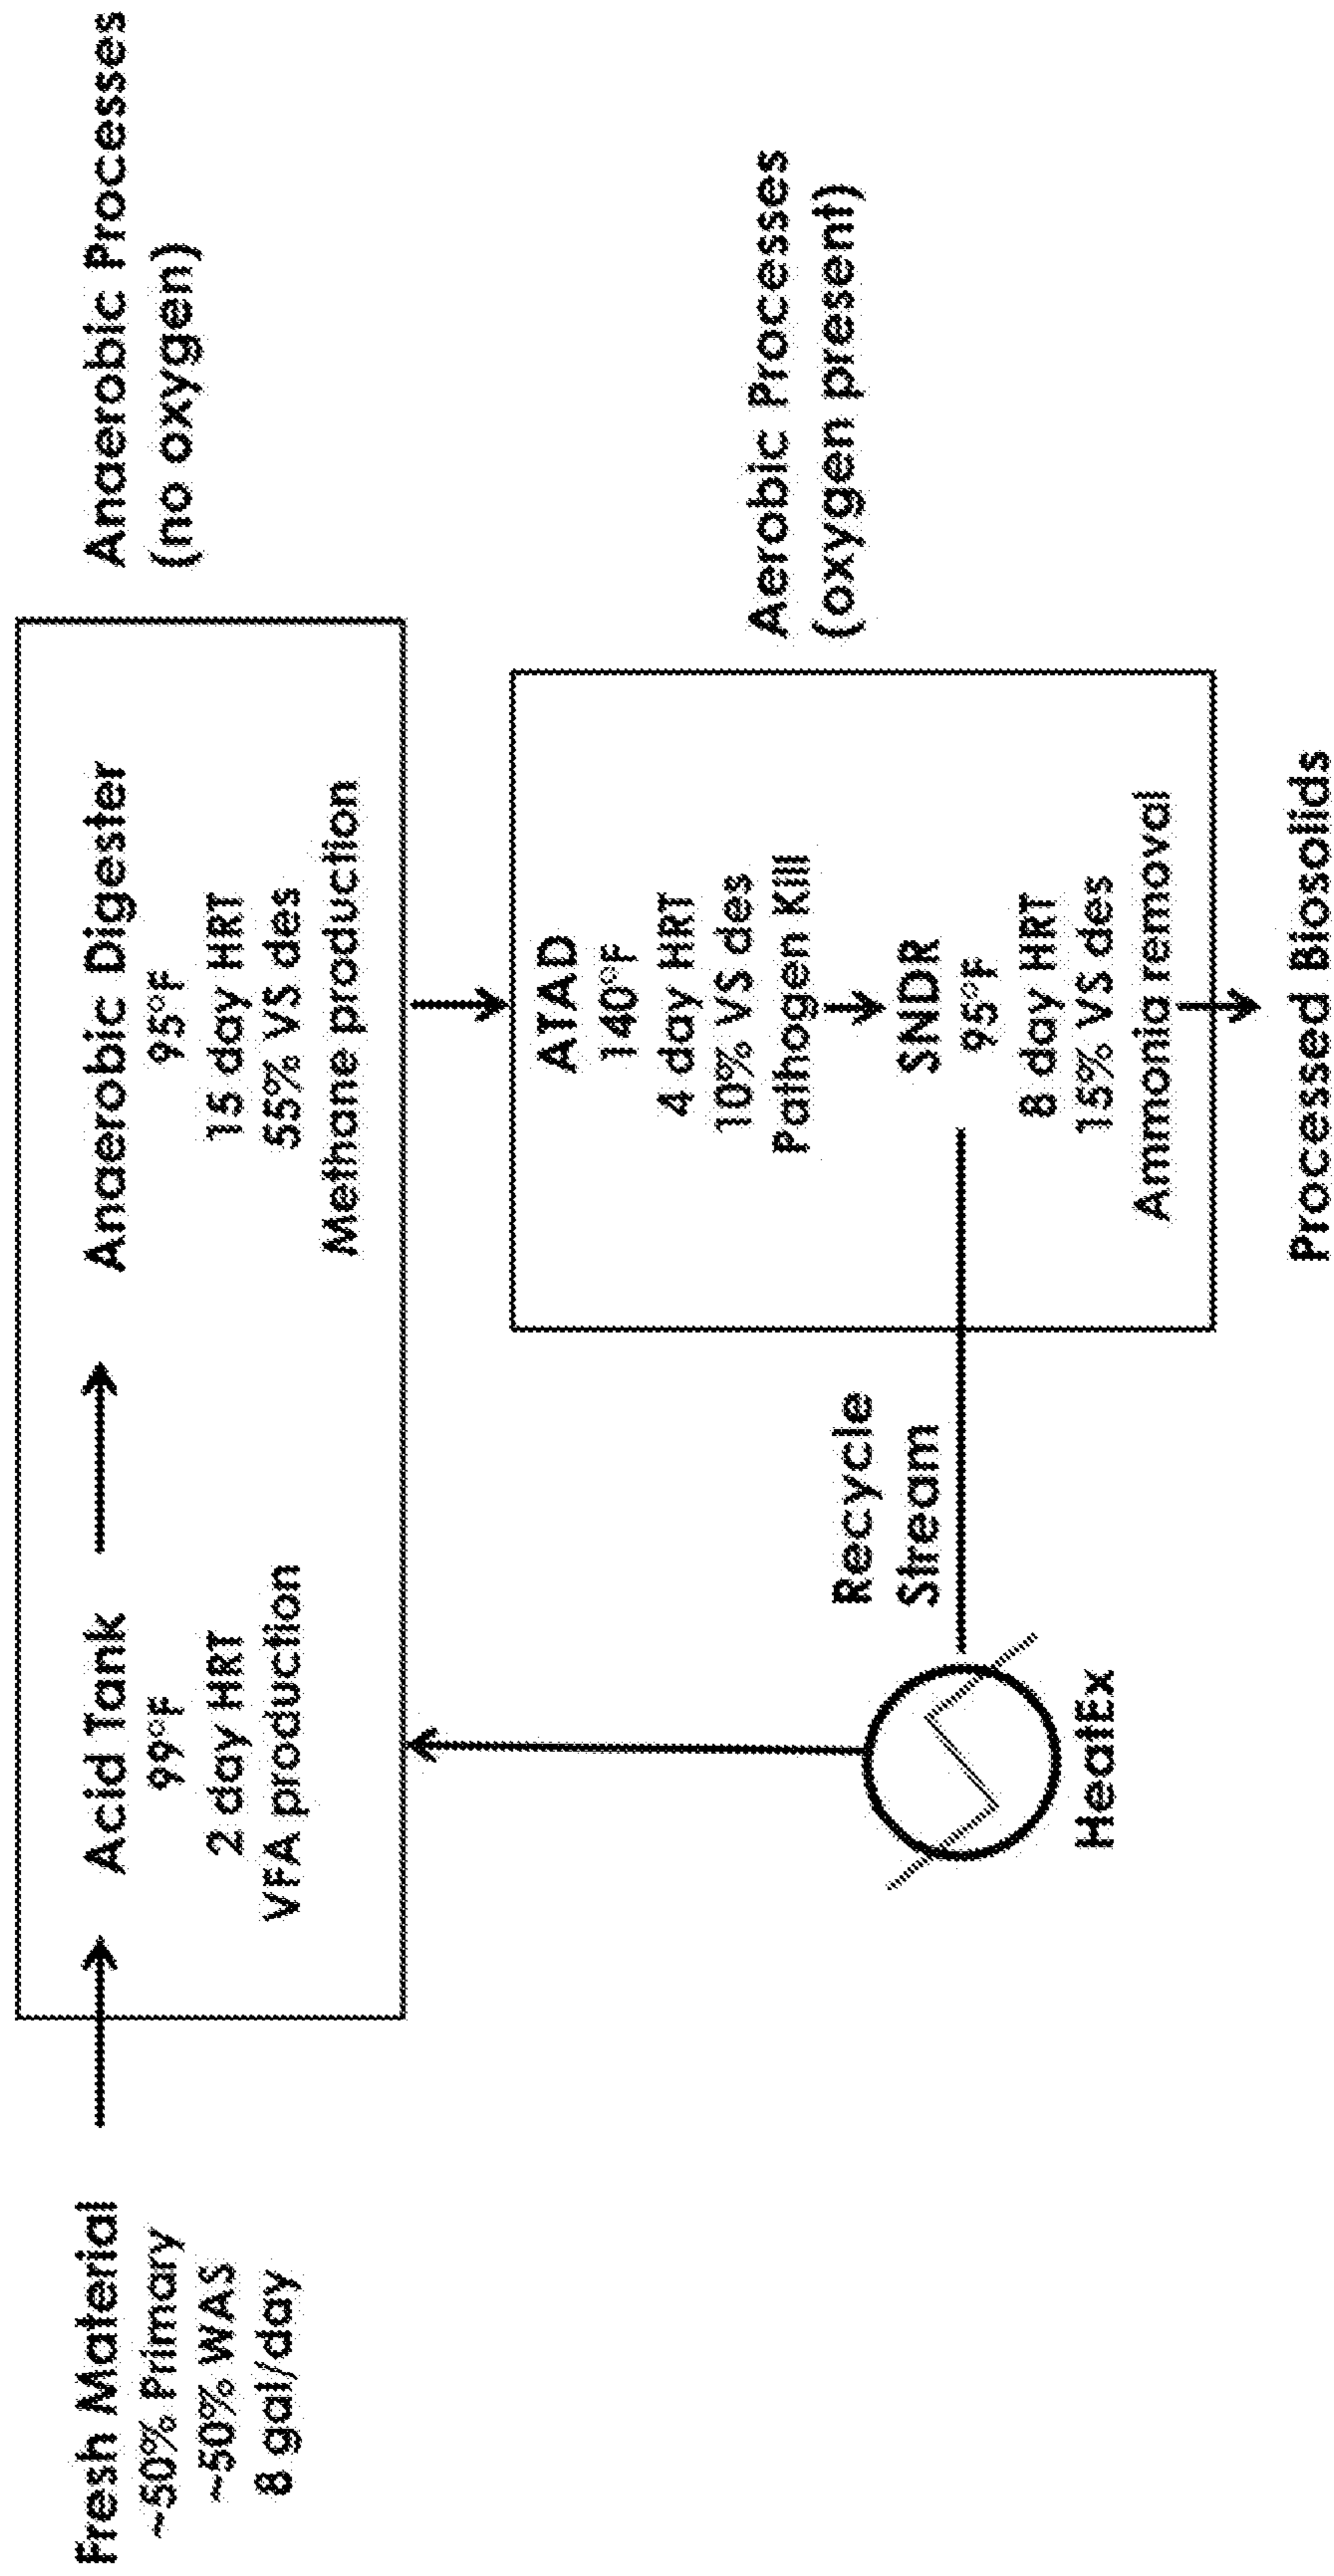 Fresh Material
~50% Primary
~50% WAS
8 gal/day
Acid Tank
99°F
2 day HRT
VFA production
Anaerobic Digester
95°F
15 day HRT
55% VS des
Methane production
Anaerobic Processes
(no oxygen)
ATAD
140°F
4 day HRT
10% VS des
Pathogen Kill
SNDR
95°F
8 day HRT
15% VS des
Ammonia removal
Aerobic Processes
(oxygen present)
Recycle
Stream
HeatEx
Processed Biosolids